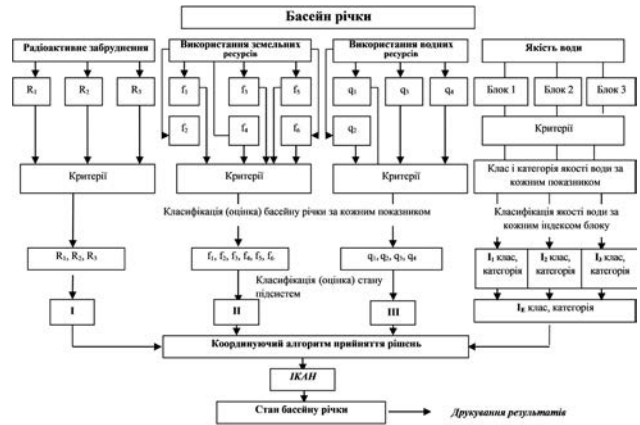 Басейн річки
Радіоактивне забруднення
Використання земельних ресурсів
Використання водних ресурсів
Якість води
R₁
R₂
R₃
f₁
f₃
f₅
q₁
q₃
q₄
Блок 1
Блок 2
Блок 3
f₂
f₄
f₆
q₂
Критерії
Критерії
Критерії
Критерії
Клас і категорія якості води за
кожним показником
Класифікація (оцінка) басейну річки за кожним показником
Класифікація якості води за
кожним індексом блоку
R₁, R₂, R₃
f₁, f₂, f₃, f₄, f₅, f₆
q₁, q₂, q₃, q₄
I₁ клас,
категорія
I₂ клас,
категорія
I₃ клас,
категорія
Класифікація (оцінка) стану
підсистем
I
II
III
I_E клас, категорія
Координуючий алгоритм прийняття рішень
ІКАН
Стан басейну річки
Друкування результатів